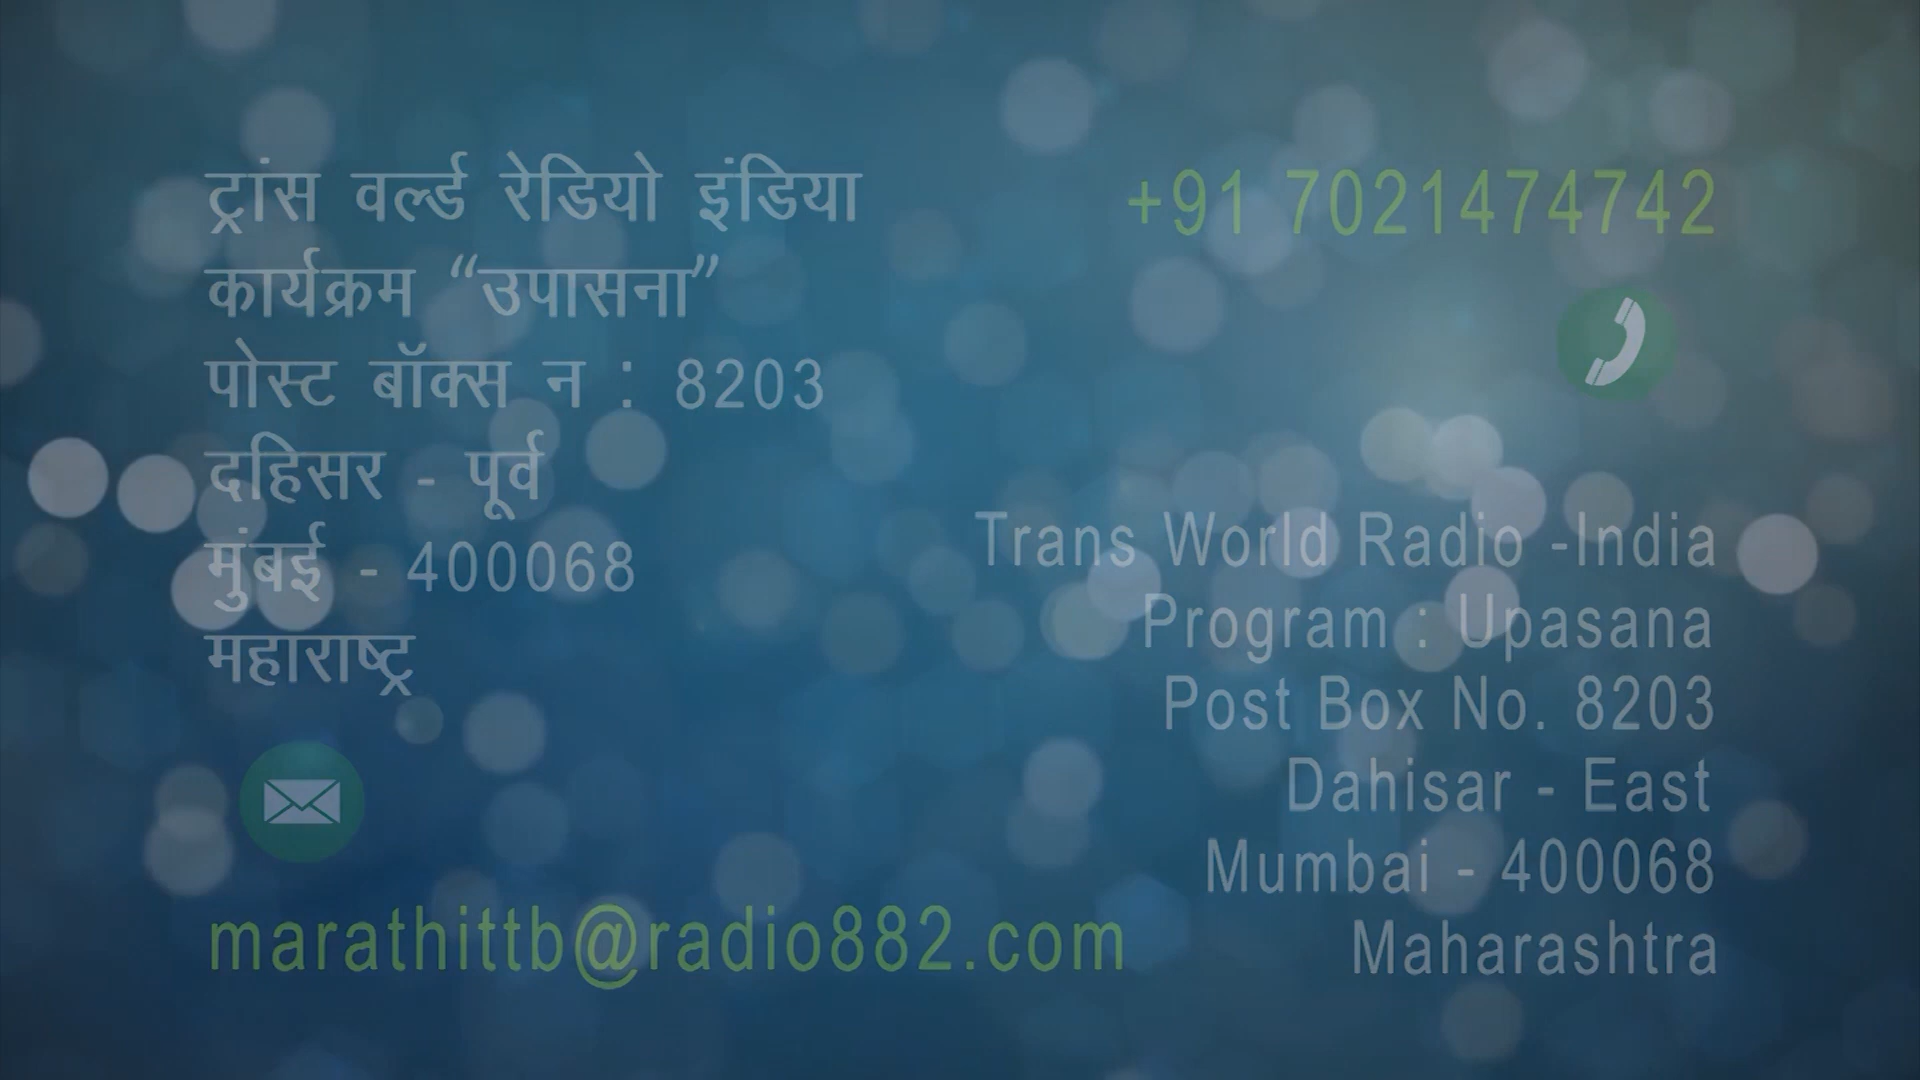 ट्रांस वर्ल्ड रेडियो इंडिया
कार्यक्रम “उपासना”
पोस्ट बॉक्स न : 8203
दहिसर - पूर्व
मुंबई - 400068
महाराष्ट्र
marathittb@radio882.com
+91 7021474742
Trans World Radio -India
Program : Upasana
Post Box No. 8203
Dahisar - East
Mumbai - 400068
Maharashtra